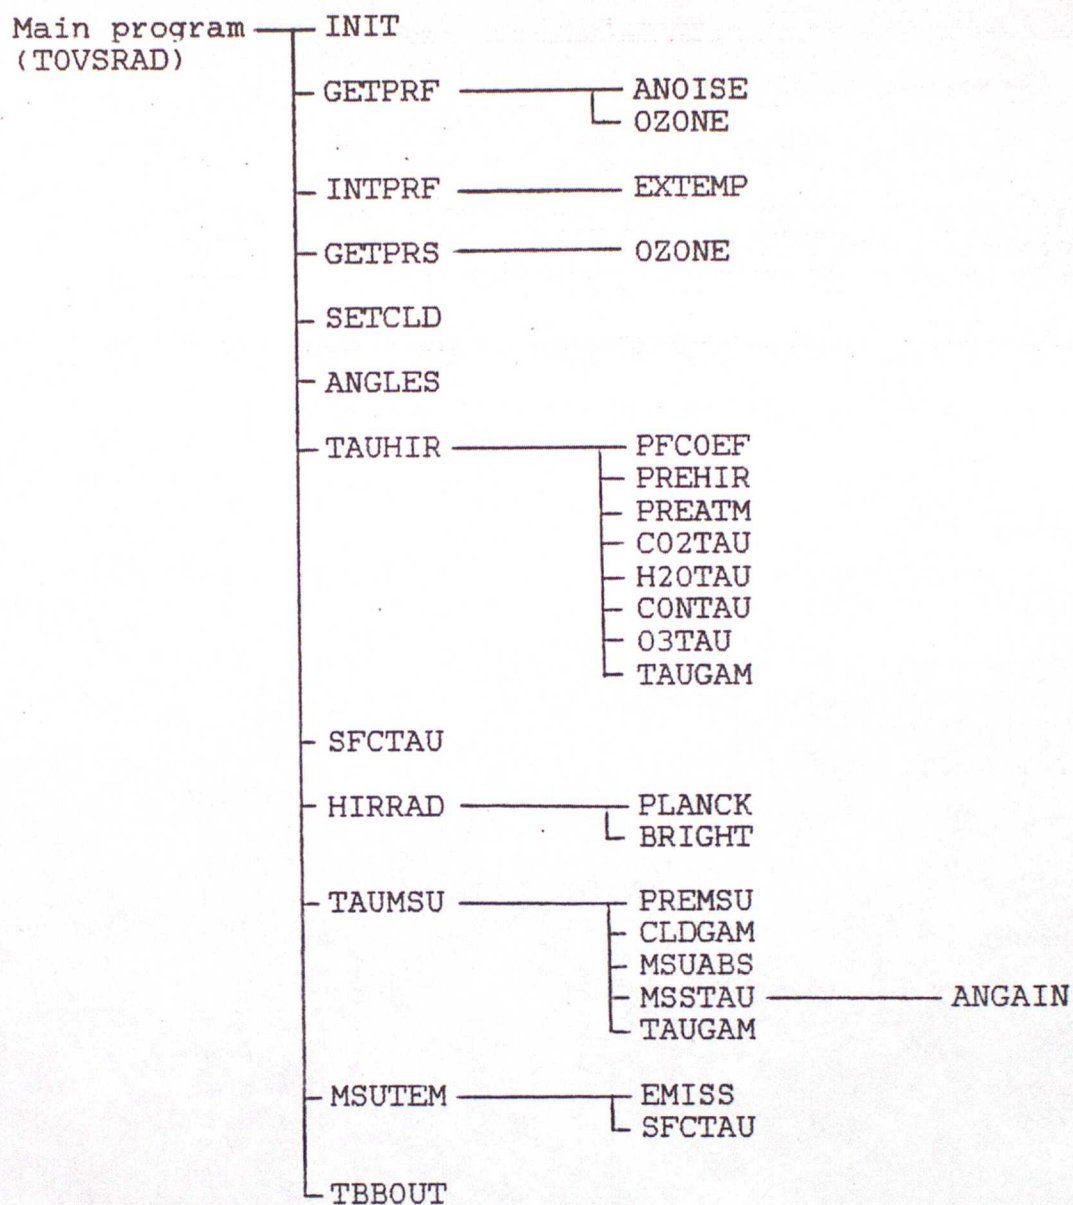 Main program INIT
(TOVSRAD)
GETPRF ANOISE
OZONE
INTPRF EXTEMP
GETPRS OZONE
SETCLD
ANGLES
TAUHIR PFCOEF
PREHIR
PREATM
CO2TAU
H2OTAU
CONTAU
O3TAU
TAUGAM
SFCTAU
HIRRAD PLANCK
BRIGHT
TAUMSU PREMSU
CLDGAM
MSUABS
MSSTAU ANGAIN
TAUGAM
MSUTEM EMISS
SFCTAU
TBBOUT